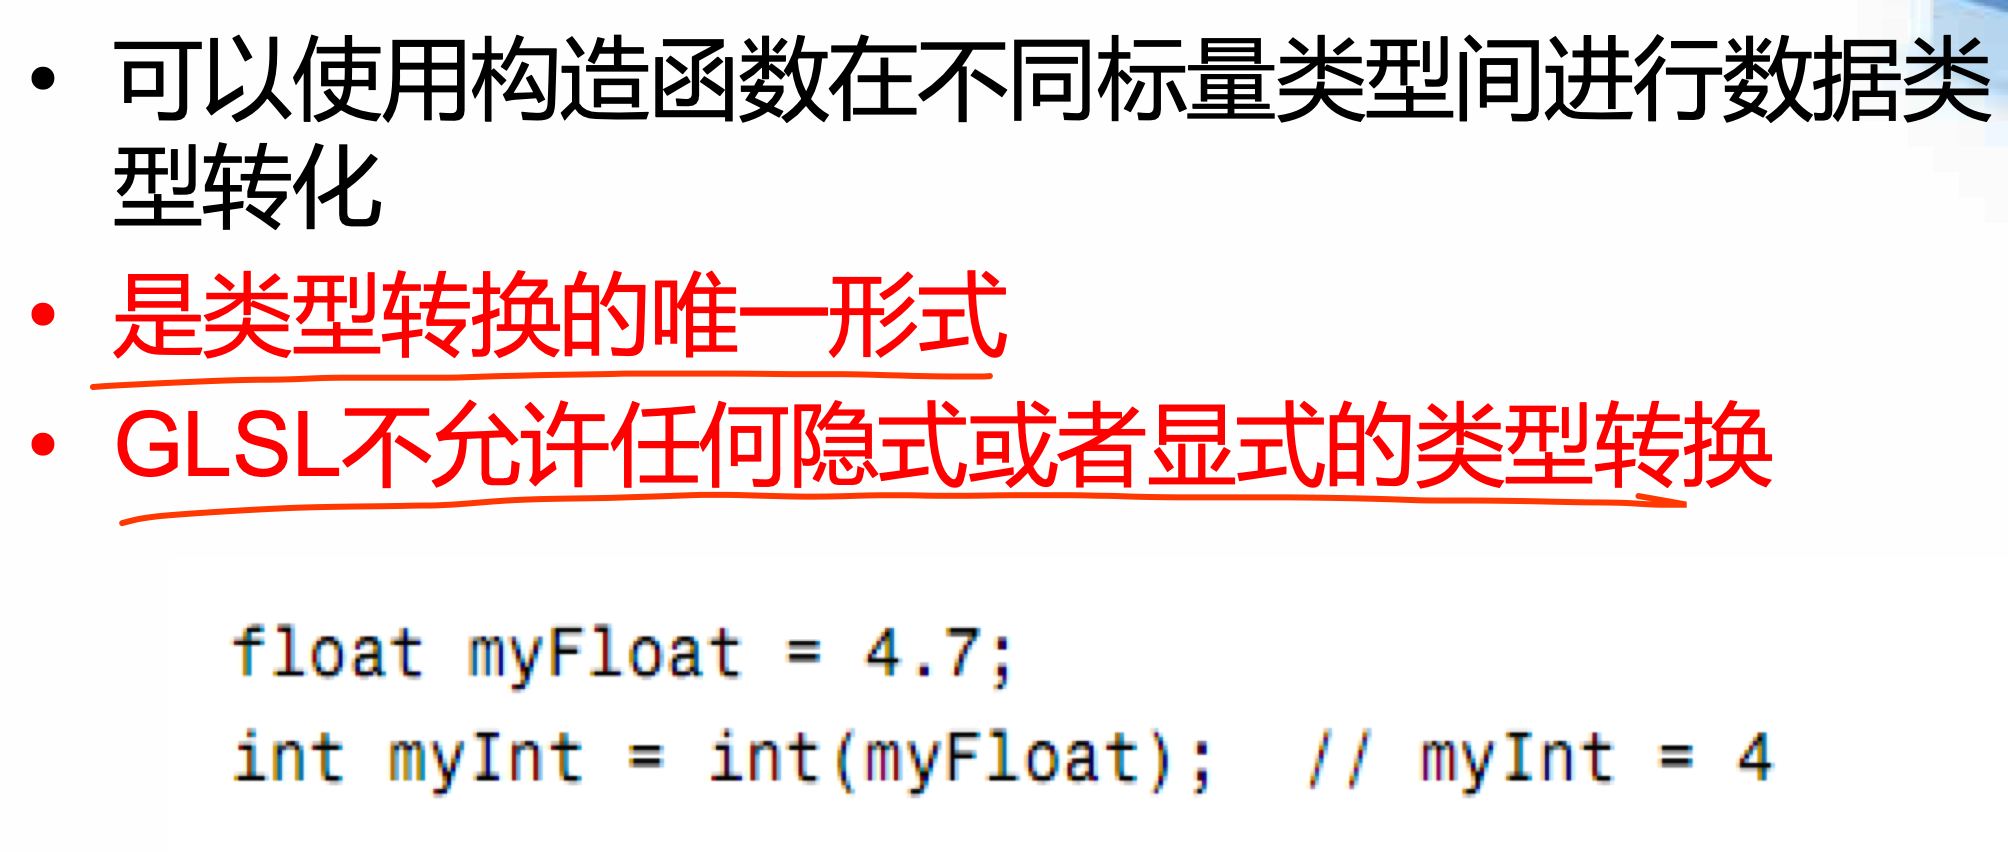 • 可以使用构造函数在不同标量类型间进行数据类
型转化
• 是类型转换的唯一形式
• GLSL不允许任何隐式或者显式的类型转换
float myFloat = 4.7;
int myInt = int(myFloat);  // myInt = 4